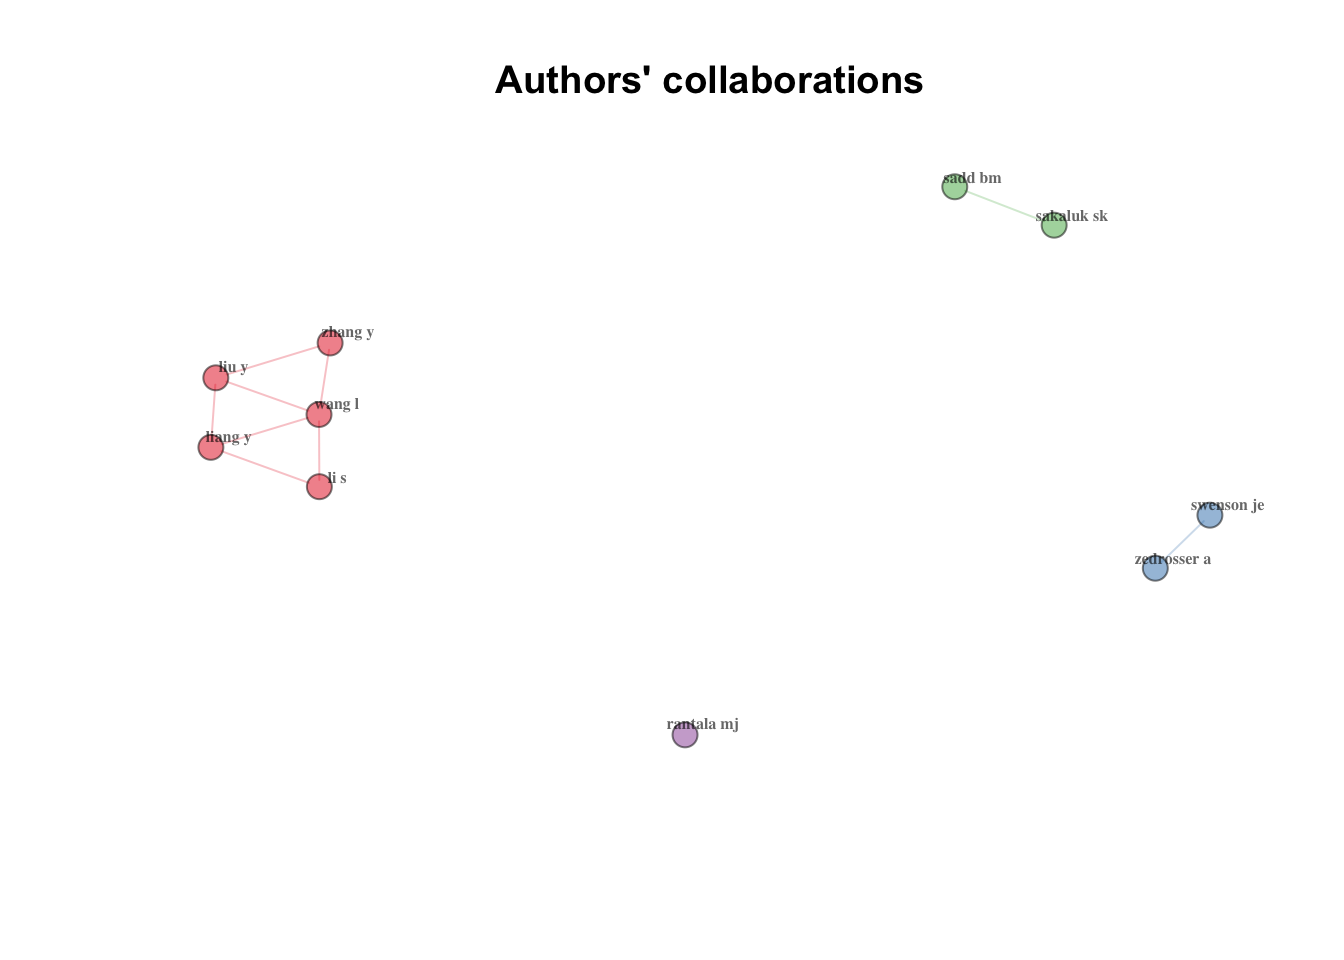 Authors' collaborations
sadd bm
sakaluk sk
zhang y
liu y
wang l
liang y
li s
swenson je
zedrosser a
rantala mj